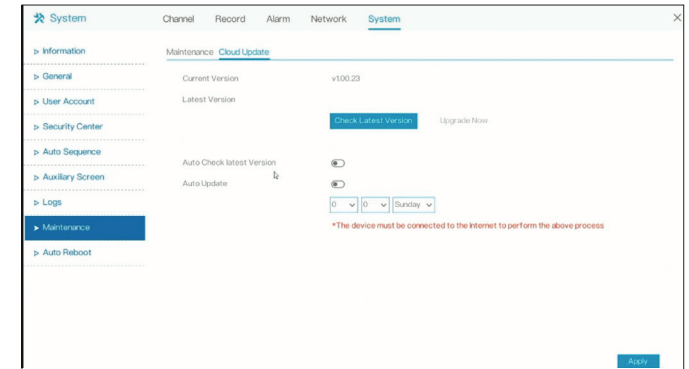 System
Channel Record Alarm Network System
Information
General
User Account
Security Center
Auto Sequence
Auxiliary Screen
Logs
Maintenance
Auto Reboot
Maintenance Cloud Update
Current Version v1.00.23
Latest Version
Check Latest Version Upgrade Now
Auto Check latest Version
Auto Update
0 0 Sunday
*The device must be connected to the Internet to perform the above process
Apply